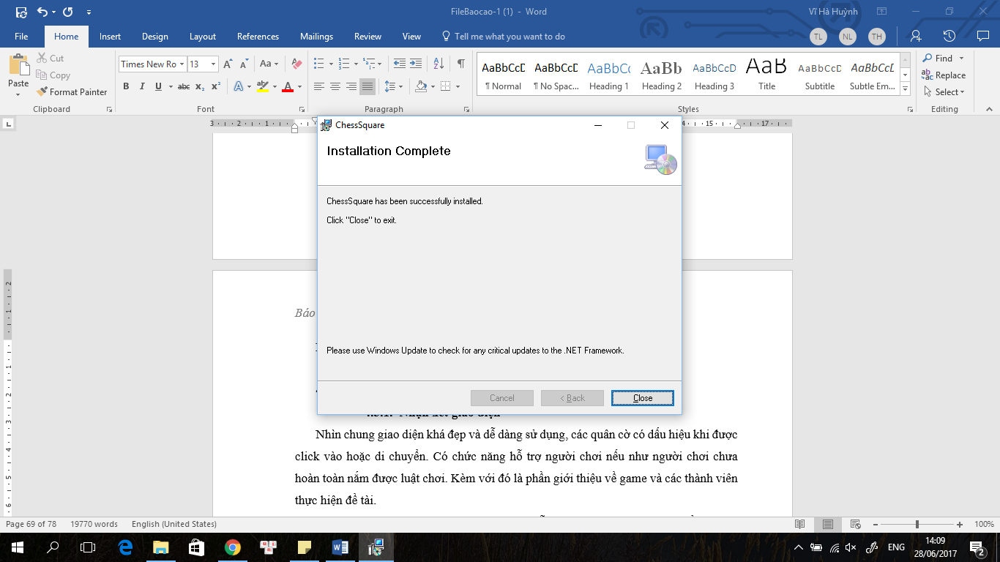 FileBaocao-1 (1) - Word
Vĩ Hà Huỳnh
File Home Insert Design Layout References Mailings Review View Tell me what you want to do
TL NL TH
Paste
Cut
Copy
Format Painter
Clipboard
Times New Ro 13
Font
Paragraph
AaBbCcD AaBbCcD AaBbC AaBb AaBbCcD AaB AaBbCcD AaBbCcL
¶ Normal ¶ No Spac... Heading 1 Heading 2 Heading 3 Title Subtitle Subtle Em...
Styles
Find
Replace
Select
Editing
3 2 1 15 17
ChessSquare
Installation Complete
ChessSquare has been successfully installed.
Click "Close" to exit.
Please use Windows Update to check for any critical updates to the .NET Framework.
Cancel < Back Close
Báo
Nhận xét giao diện
Nhìn chung giao diện khá đẹp và dễ dàng sử dụng, các quân cờ có dấu hiệu khi được
click vào hoặc di chuyển. Có chức năng hỗ trợ người chơi nếu như người chơi chưa
hoàn toàn nắm được luật chơi. Kèm với đó là phần giới thiệu về game và các thành viên
thực hiện đề tài.
Page 69 of 78 19770 words English (United States) 100%
ENG
14:09
28/06/2017
2